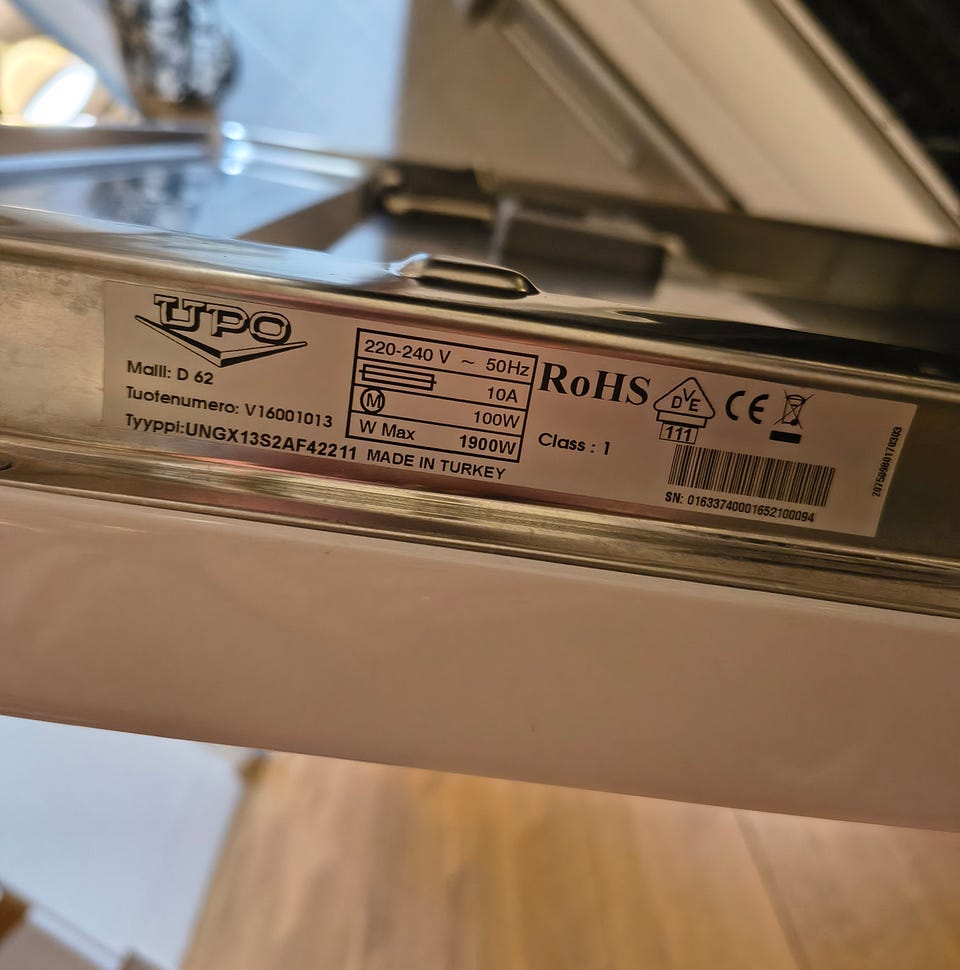 UPO
Malli: D 62
Tuotenumero: V16001013
Tyyppi:UNGX13S2AF42211 MADE IN TURKEY
220-240 V ~ 50Hz
10A
M 100W
W Max 1900W
RoHS
Class : 1
DVE
111
CE
SN: 01633740001652100094
20750980170303